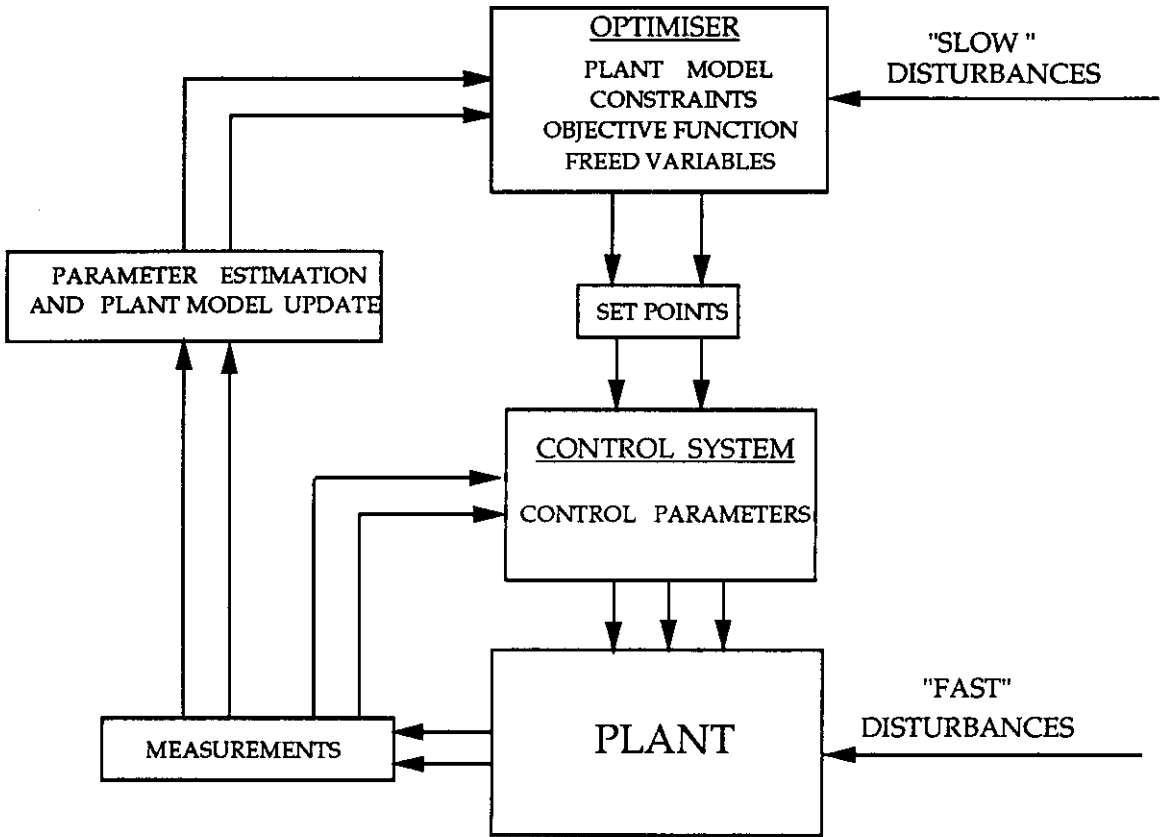 OPTIMISER
PLANT MODEL
CONSTRAINTS
OBJECTIVE FUNCTION
FREED VARIABLES
"SLOW "
DISTURBANCES
PARAMETER ESTIMATION
AND PLANT MODEL UPDATE
SET POINTS
CONTROL SYSTEM
CONTROL PARAMETERS
MEASUREMENTS
PLANT
"FAST"
DISTURBANCES